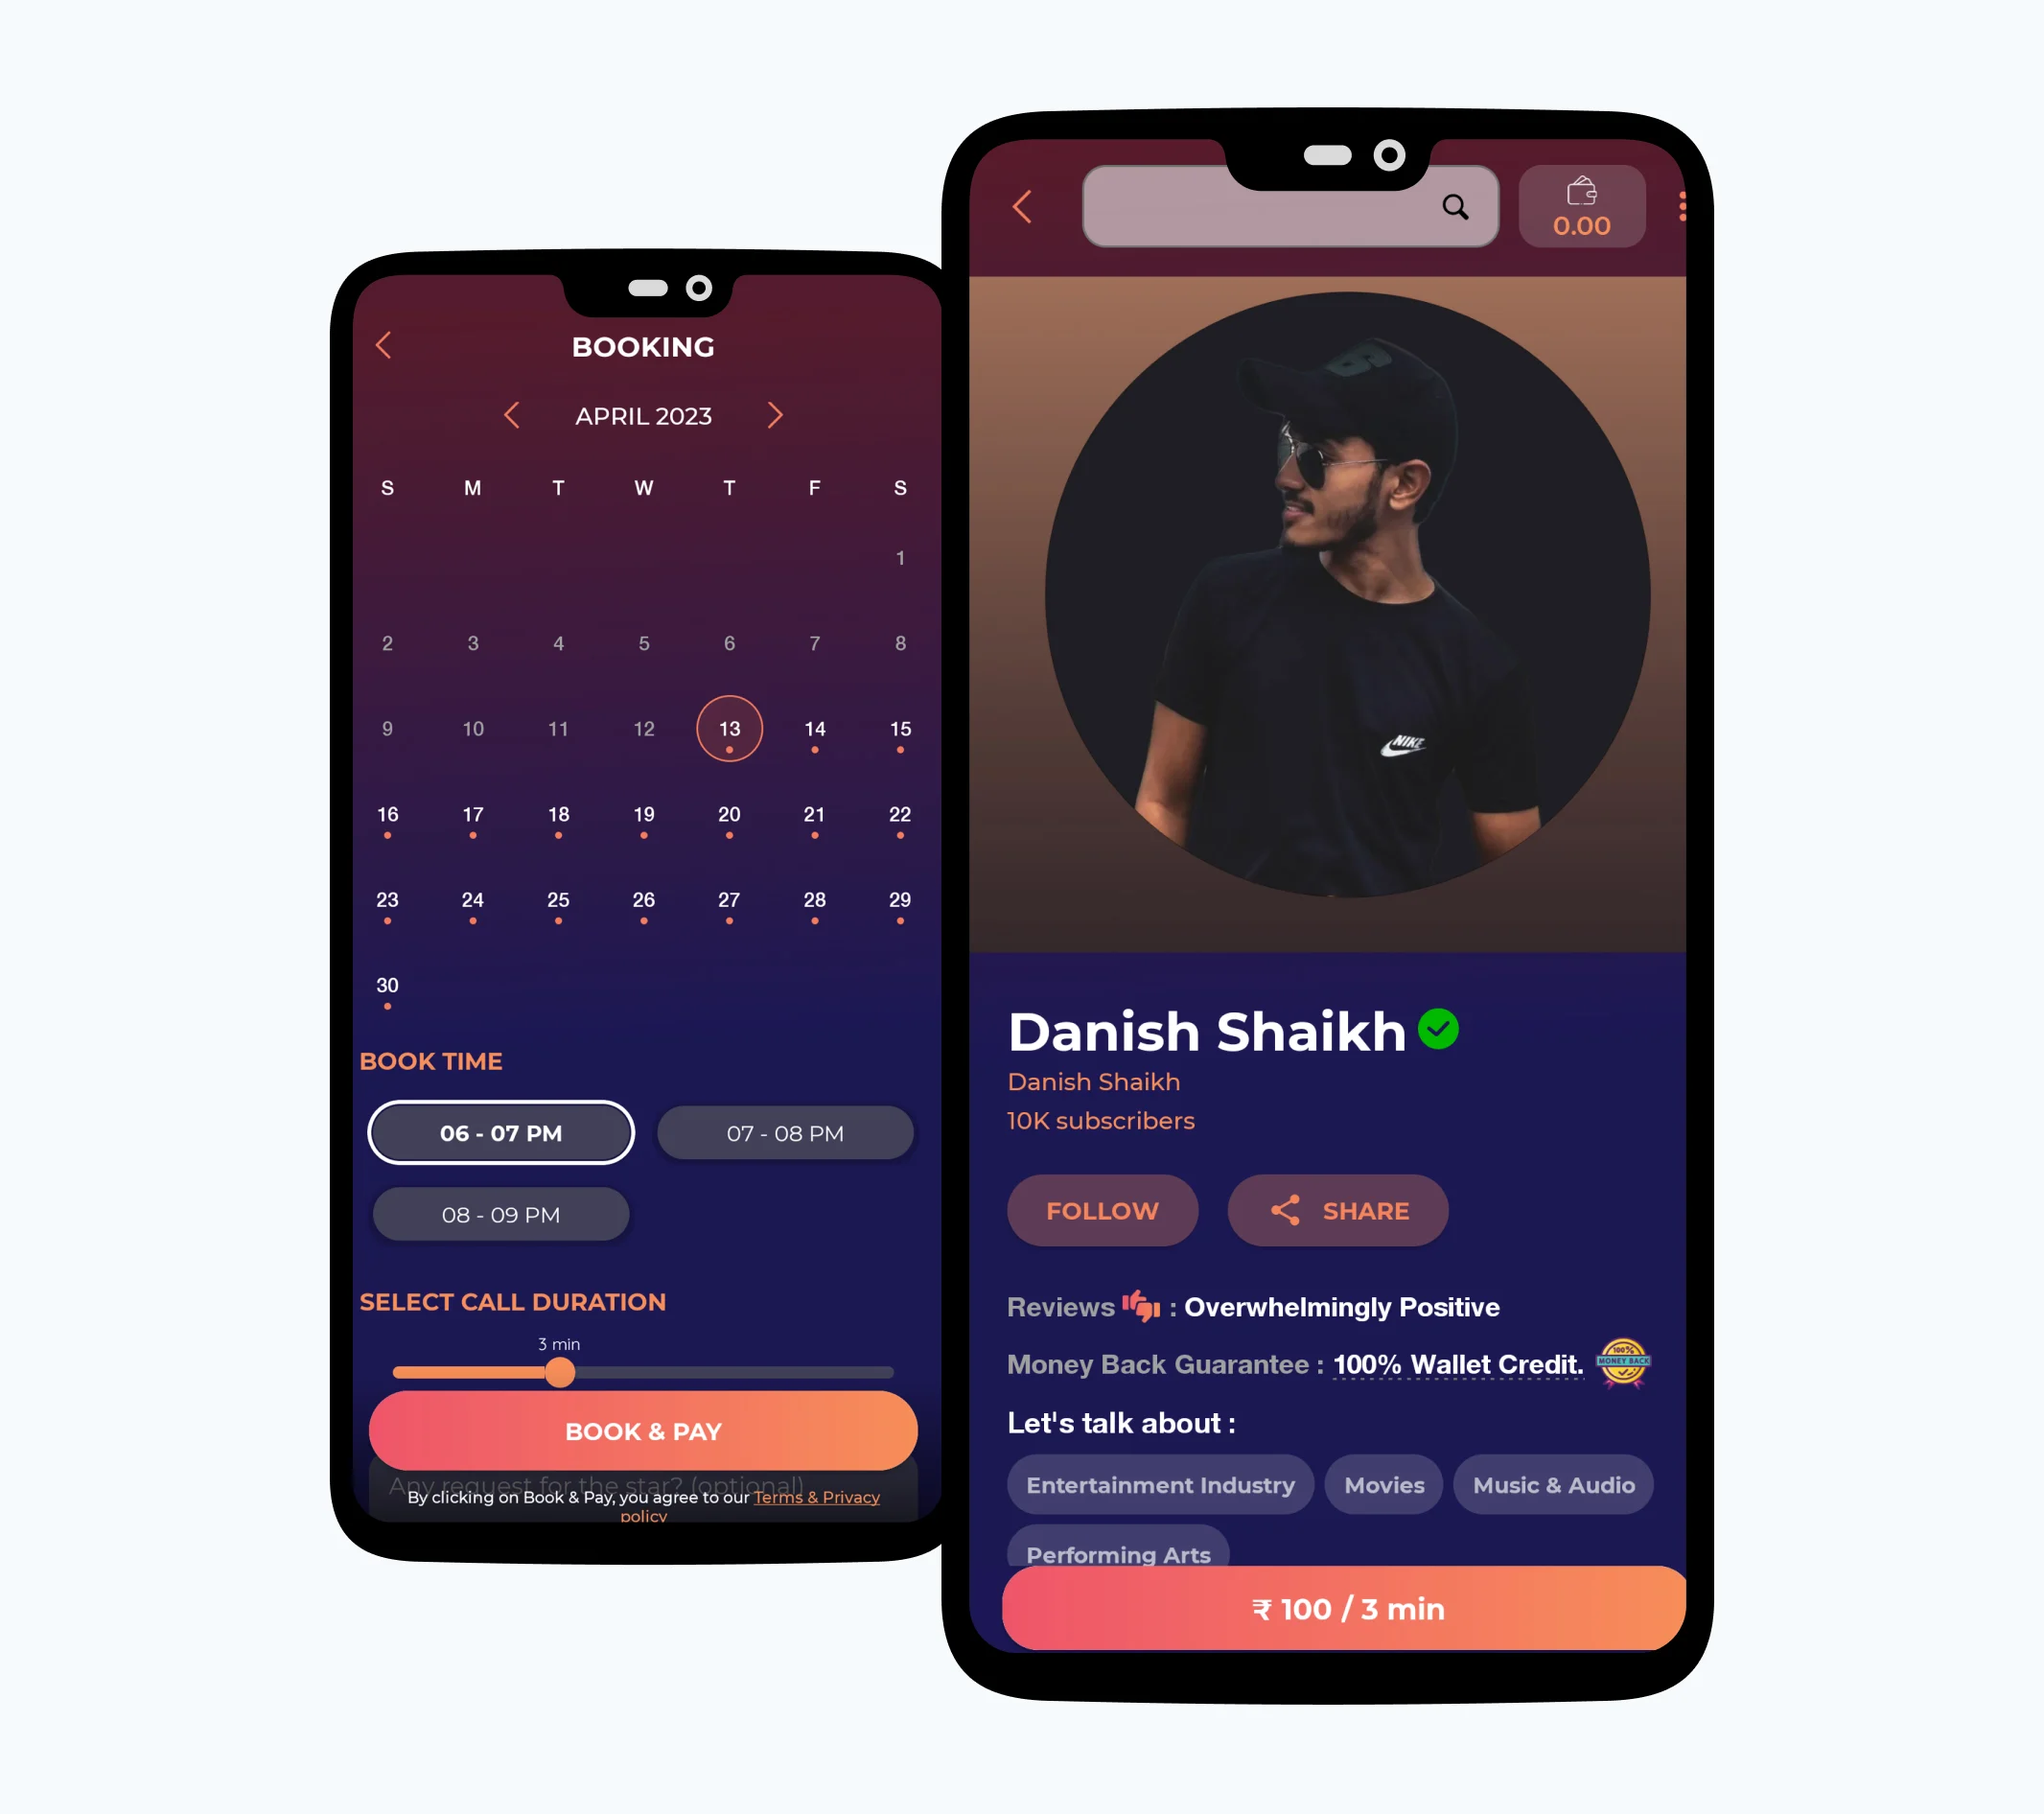 BOOKING
APRIL 2023
S M T W T F S
1
2 3 4 5 6 7 8
9 10 11 12 13 14 15
16 17 18 19 20 21 22
23 24 25 26 27 28 29
30
BOOK TIME
06 - 07 PM 07 - 08 PM
08 - 09 PM
SELECT CALL DURATION
3 min
BOOK & PAY
Any request for the star? (optional)
By clicking on Book & Pay, you agree to our Terms & Privacy
policy
0.00
6
NIKE
Danish Shaikh
Danish Shaikh
10K subscribers
FOLLOW SHARE
Reviews : Overwhelmingly Positive
Money Back Guarantee : 100% Wallet Credit.
100%
MONEY BACK
Let's talk about :
Entertainment Industry Movies Music & Audio
Performing Arts
₹ 100 / 3 min